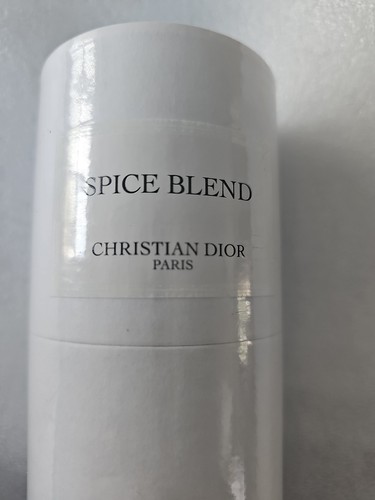 SPICE BLEND
CHRISTIAN DIOR
PARIS